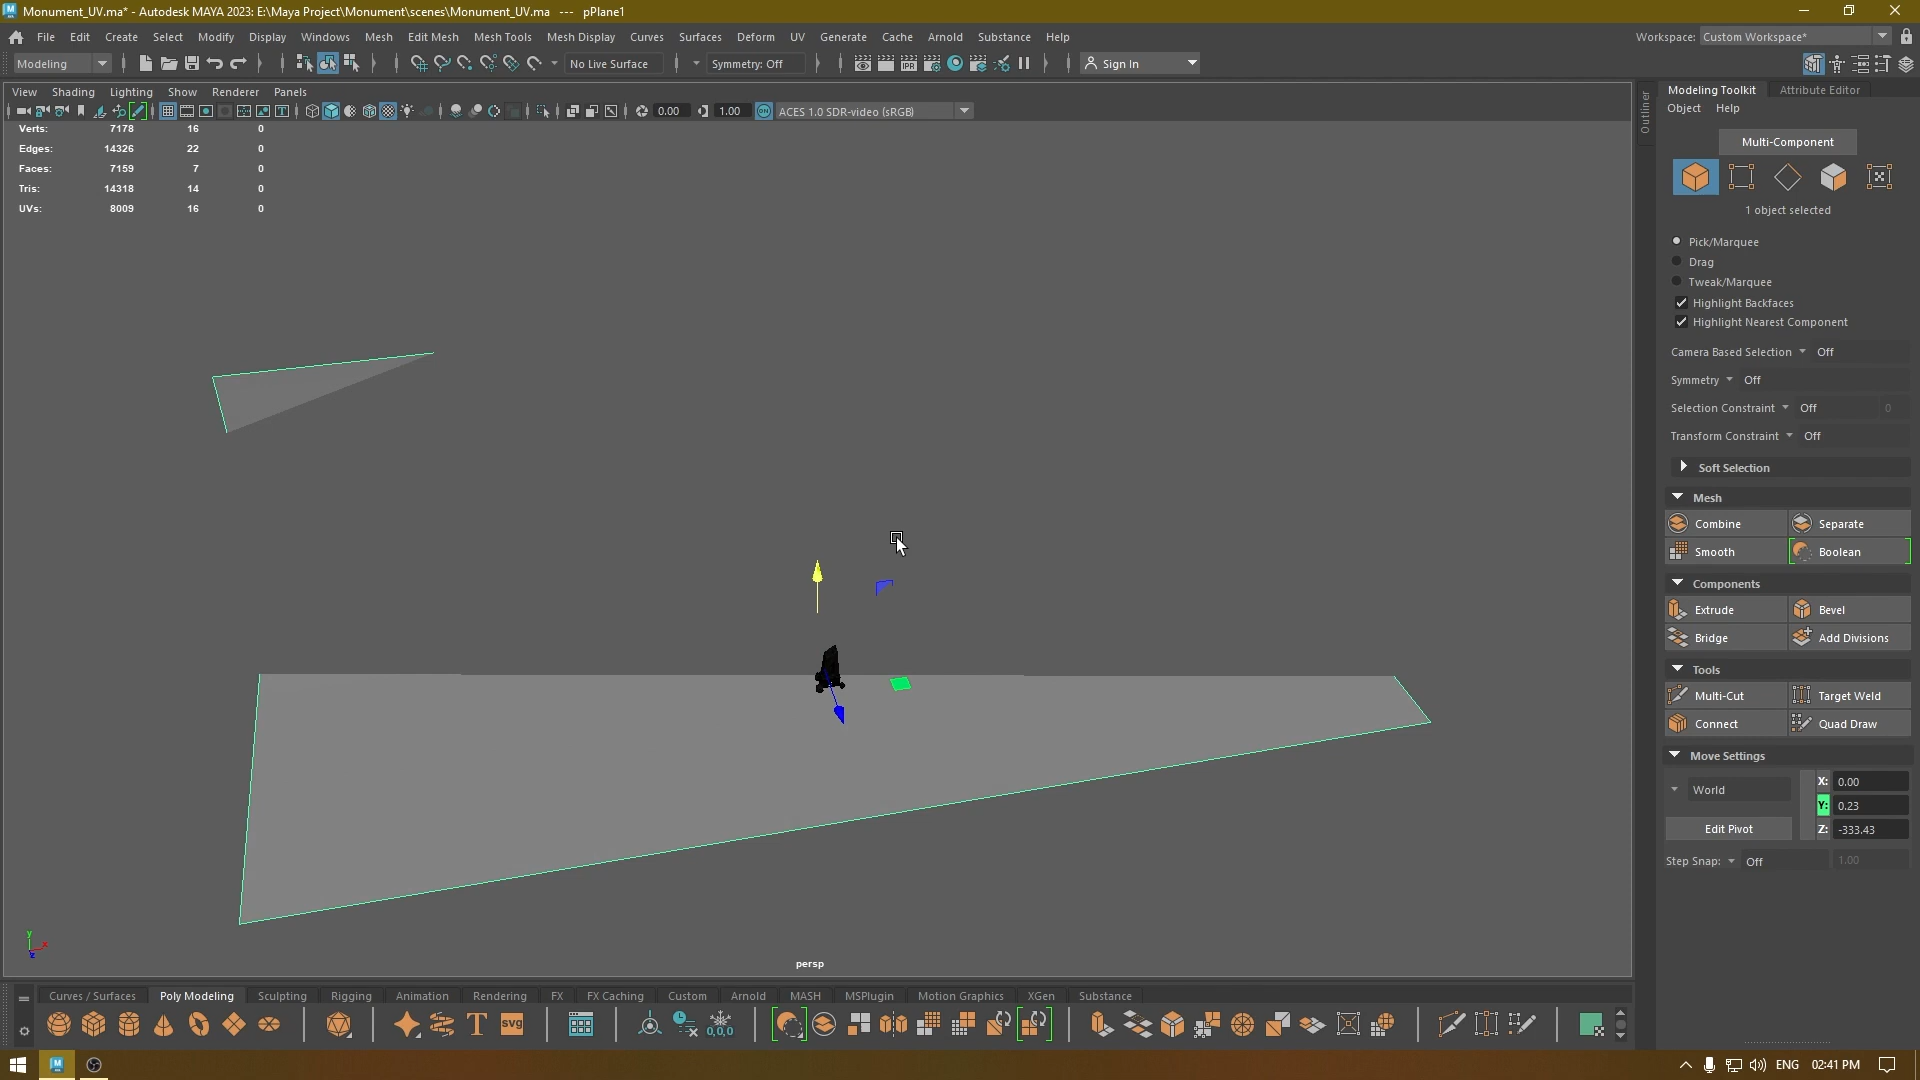 Monument_UV.ma* - Autodesk MAYA 2023: E:\Maya Project\Monument\scenes\Monument_UV.ma --- pPlane1
File Edit Create Select Modify Display Windows Mesh Edit Mesh Mesh Tools Mesh Display Curves Surfaces Deform UV Generate Cache Arnold Substance Help
Workspace: Custom Workspace*
Modeling
No Live Surface
Symmetry: Off
IPR
Sign In
View Shading Lighting Show Renderer Panels
0.00
1.00
ON
ACES 1.0 SDR-video (sRGB)
Verts: 7178 16 0
Edges: 14326 22 0
Faces: 7159 7 0
Tris: 14318 14 0
UVs: 8009 16 0
persp
y
x
z
Outliner
Modeling Toolkit Attribute Editor
Object Help
Multi-Component
1 object selected
Pick/Marquee
Drag
Tweak/Marquee
Highlight Backfaces
Highlight Nearest Component
Camera Based Selection Off
Symmetry Off
Selection Constraint Off 0
Transform Constraint Off
Soft Selection
Mesh
Combine Separate
Smooth Boolean
Components
Extrude Bevel
Bridge Add Divisions
Tools
Multi-Cut Target Weld
Connect Quad Draw
Move Settings
World
X: 0.00
Y: 0.23
Edit Pivot
Z: -333.43
Step Snap: Off 1.00
Curves / Surfaces Poly Modeling Sculpting Rigging Animation Rendering FX FX Caching Custom Arnold MASH MSPlugin Motion Graphics XGen Substance
T
SVG
0,0,0
ENG 02:41 PM